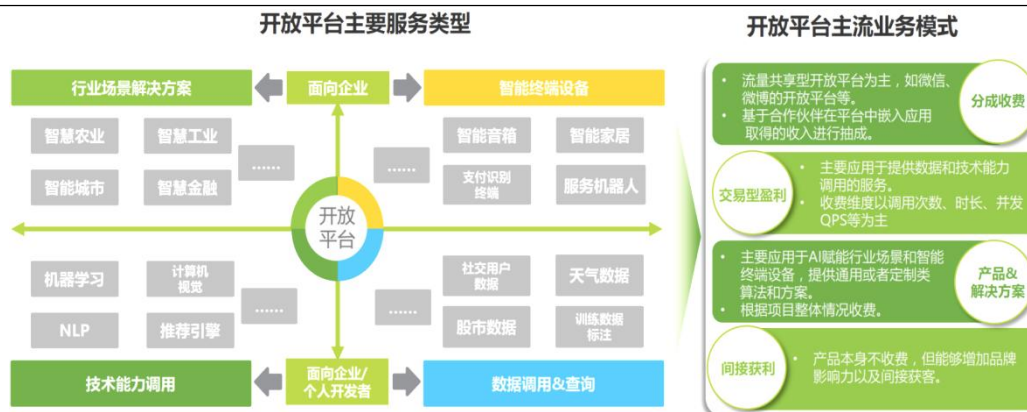 开放平台主要服务类型
行业场景解决方案
面向企业
智能终端设备
智慧农业
智慧工业
......
智能城市
智慧金融
......
智能音箱
智能家居
支付识别
终端
服务机器人
开放
平台
机器学习
计算机
视觉
......
NLP
推荐引擎
......
社交用户
数据
天气数据
股市数据
训练数据
标注
技术能力调用
面向企业/
个人开发者
数据调用&查询
开放平台主流业务模式
• 流量共享型开放平台为主，如微信、
微博的开放平台等。
• 基于合作伙伴在平台中嵌入应用
取得的收入进行抽成。
分成收费
交易型盈利
• 主要应用于提供数据和技术能力
调用的服务。
• 收费维度以调用次数、时长、并发
QPS等为主
• 主要应用于AI赋能行业场景和智能
终端设备，提供通用或者定制类
算法和方案。
• 根据项目整体情况收费。
产品&
解决方案
间接获利
• 产品本身不收费，但能够增加品牌
影响力以及间接获客。